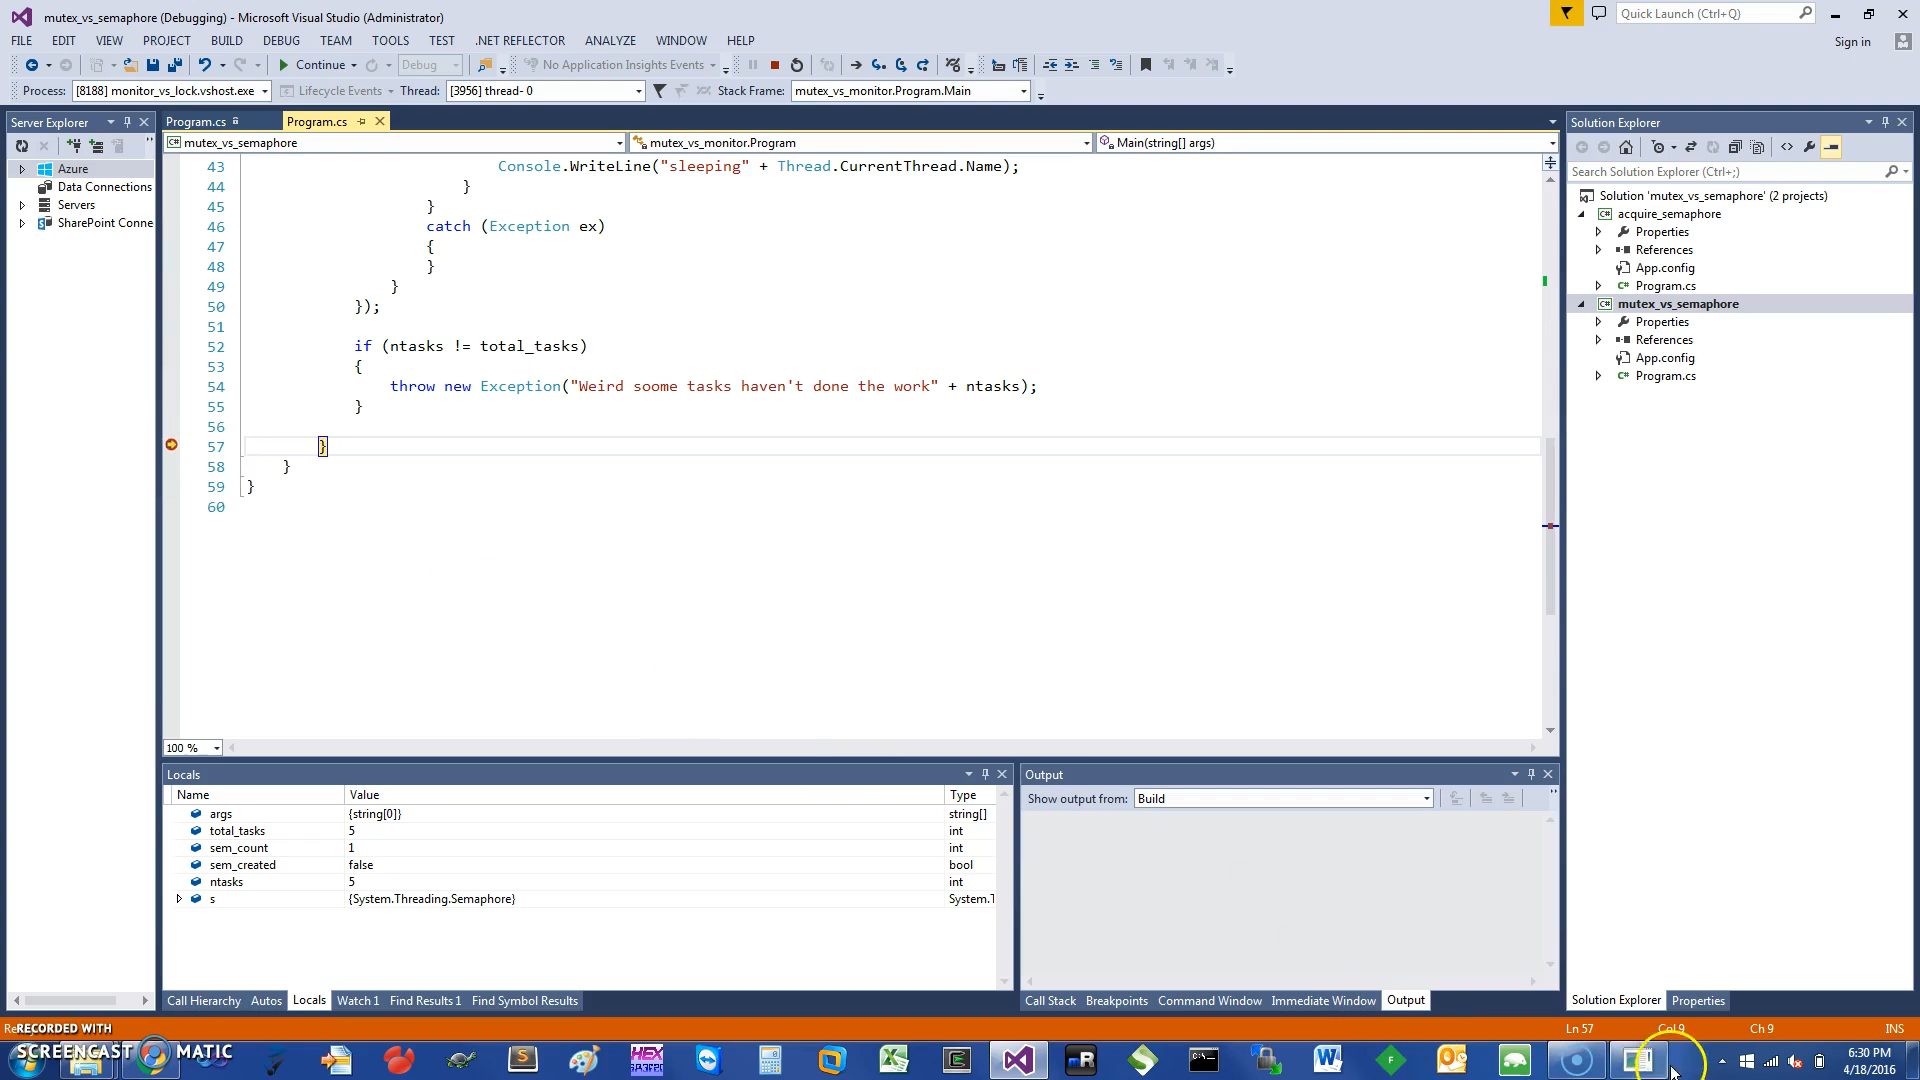 mutex_vs_semaphore (Debugging) - Microsoft Visual Studio (Administrator)
Quick Launch (Ctrl+Q)
FILE EDIT VIEW PROJECT BUILD DEBUG TEAM TOOLS TEST .NET REFLECTOR ANALYZE WINDOW HELP
Sign in
Continue Debug No Application Insights Events
Process: [8188] monitor_vs_lock.vshost.exe Lifecycle Events Thread: [3956] thread- 0 Stack Frame: mutex_vs_monitor.Program.Main
Server Explorer
Azure
Data Connections
Servers
SharePoint Conne
Program.cs Program.cs
mutex_vs_semaphore mutex_vs_monitor.Program Main(string[] args)
43 Console.WriteLine("sleeping" + Thread.CurrentThread.Name);
44 }
45 }
46 catch (Exception ex)
47 {
48 }
49 }
50 });
51
52 if (ntasks != total_tasks)
53 {
54 throw new Exception("Weird soome tasks haven't done the work" + ntasks);
55 }
56
57 }
58 }
59 }
60
100 %
Solution Explorer
Search Solution Explorer (Ctrl+;)
Solution 'mutex_vs_semaphore' (2 projects)
acquire_semaphore
Properties
References
App.config
Program.cs
mutex_vs_semaphore
Properties
References
App.config
Program.cs
Locals
Name Value Type
args {string[0]} string[]
total_tasks 5 int
sem_count 1 int
sem_created false bool
ntasks 5 int
s {System.Threading.Semaphore} System.T
Call Hierarchy Autos Locals Watch 1 Find Results 1 Find Symbol Results
Output
Show output from: Build
Call Stack Breakpoints Command Window Immediate Window Output
Solution Explorer Properties
Ln 57 Col 9 Ch 9 INS
RECORDED WITH
SCREENCAST MATIC
HEX
6:30 PM
4/18/2016